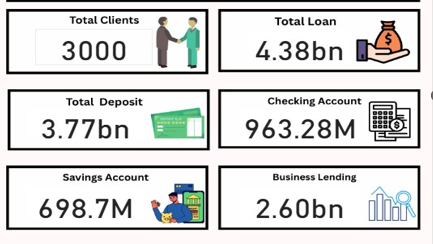 Total Clients
3000
Total Loan
4.38bn
$
Total Deposit
3.77bn
Checking Account
963.28M
$
Savings Account
698.7M
Business Lending
2.60bn